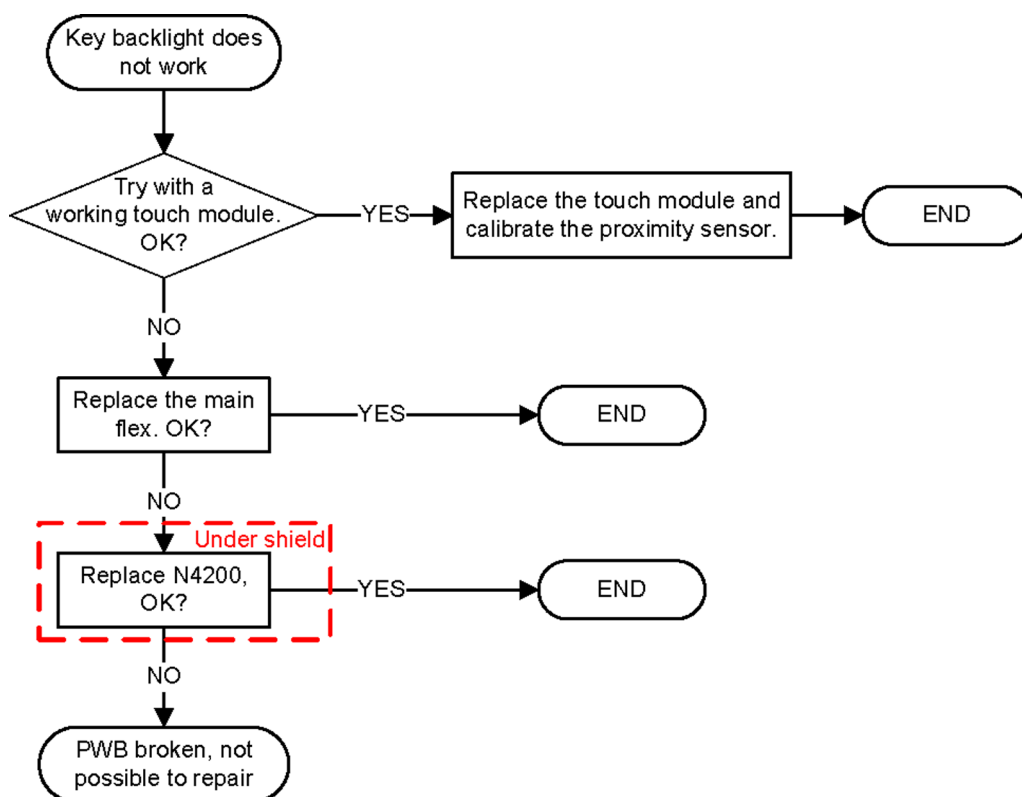 Key backlight does
not work
Try with a
working touch module.
OK?
YES
Replace the touch module and
calibrate the proximity sensor.
END
NO
Replace the main
flex. OK?
YES
END
NO
Under shield
Replace N4200,
OK?
YES
END
NO
PWB broken, not
possible to repair